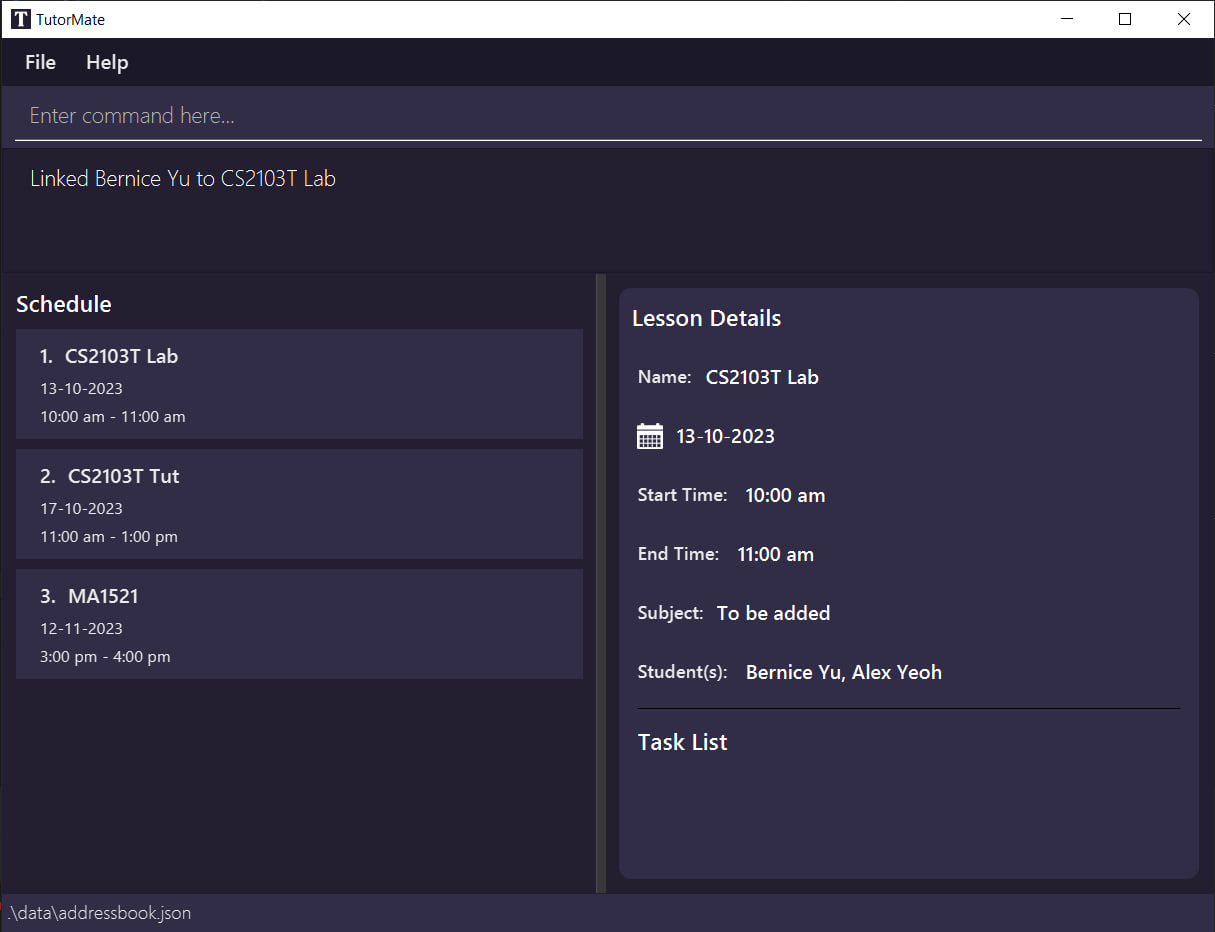 TutorMate
File Help
Enter command here...
Linked Bernice Yu to CS2103T Lab
Schedule
1. CS2103T Lab
13-10-2023
10:00 am - 11:00 am
2. CS2103T Tut
17-10-2023
11:00 am - 1:00 pm
3. MA1521
12-11-2023
3:00 pm - 4:00 pm
Lesson Details
Name: CS2103T Lab
13-10-2023
Start Time: 10:00 am
End Time: 11:00 am
Subject: To be added
Student(s): Bernice Yu, Alex Yeoh
Task List
.\data\addressbook.json